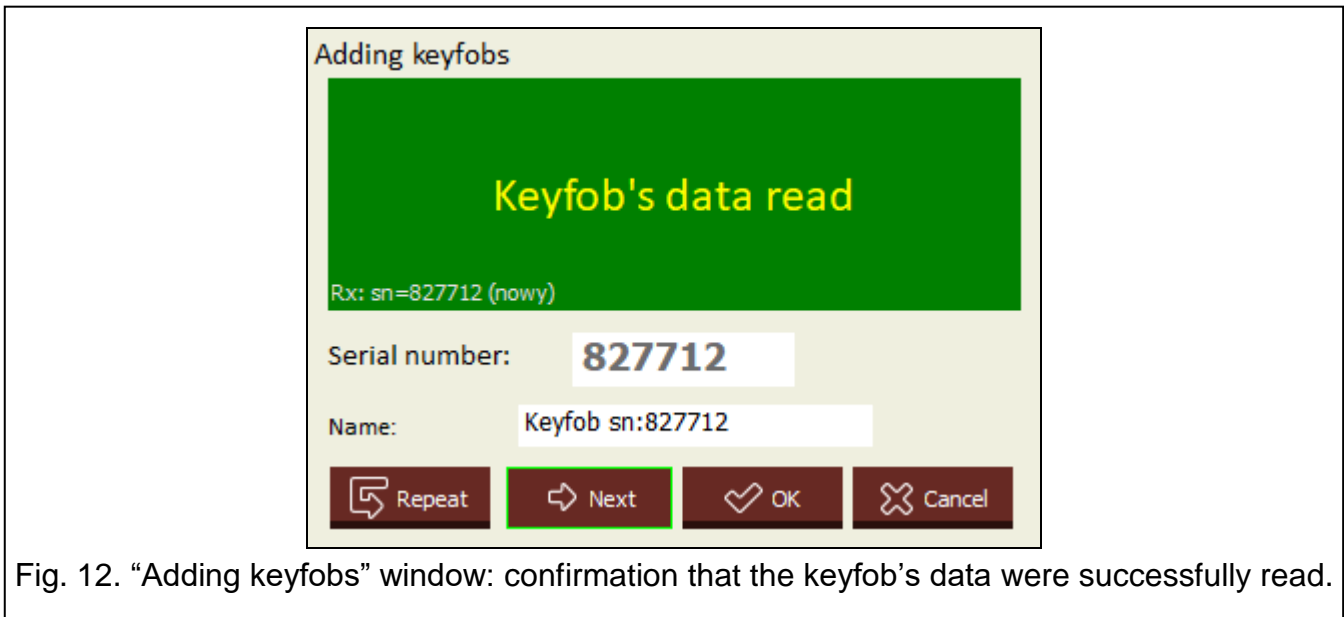 Adding keyfobs
Keyfob's data read
Rx: sn=827712 (nowy)
Serial number: 827712
Name: Keyfob sn:827712
Repeat Next OK Cancel
Fig. 12. “Adding keyfobs” window: confirmation that the keyfob’s data were successfully read.